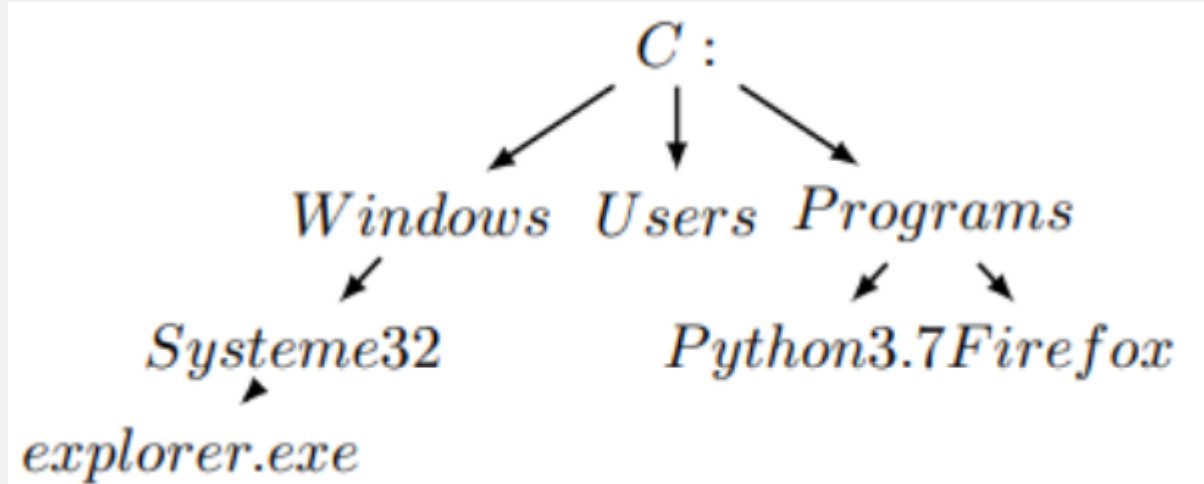 C :
Windows Users Programs
Systeme32 Python3.7Firefox
explorer.exe